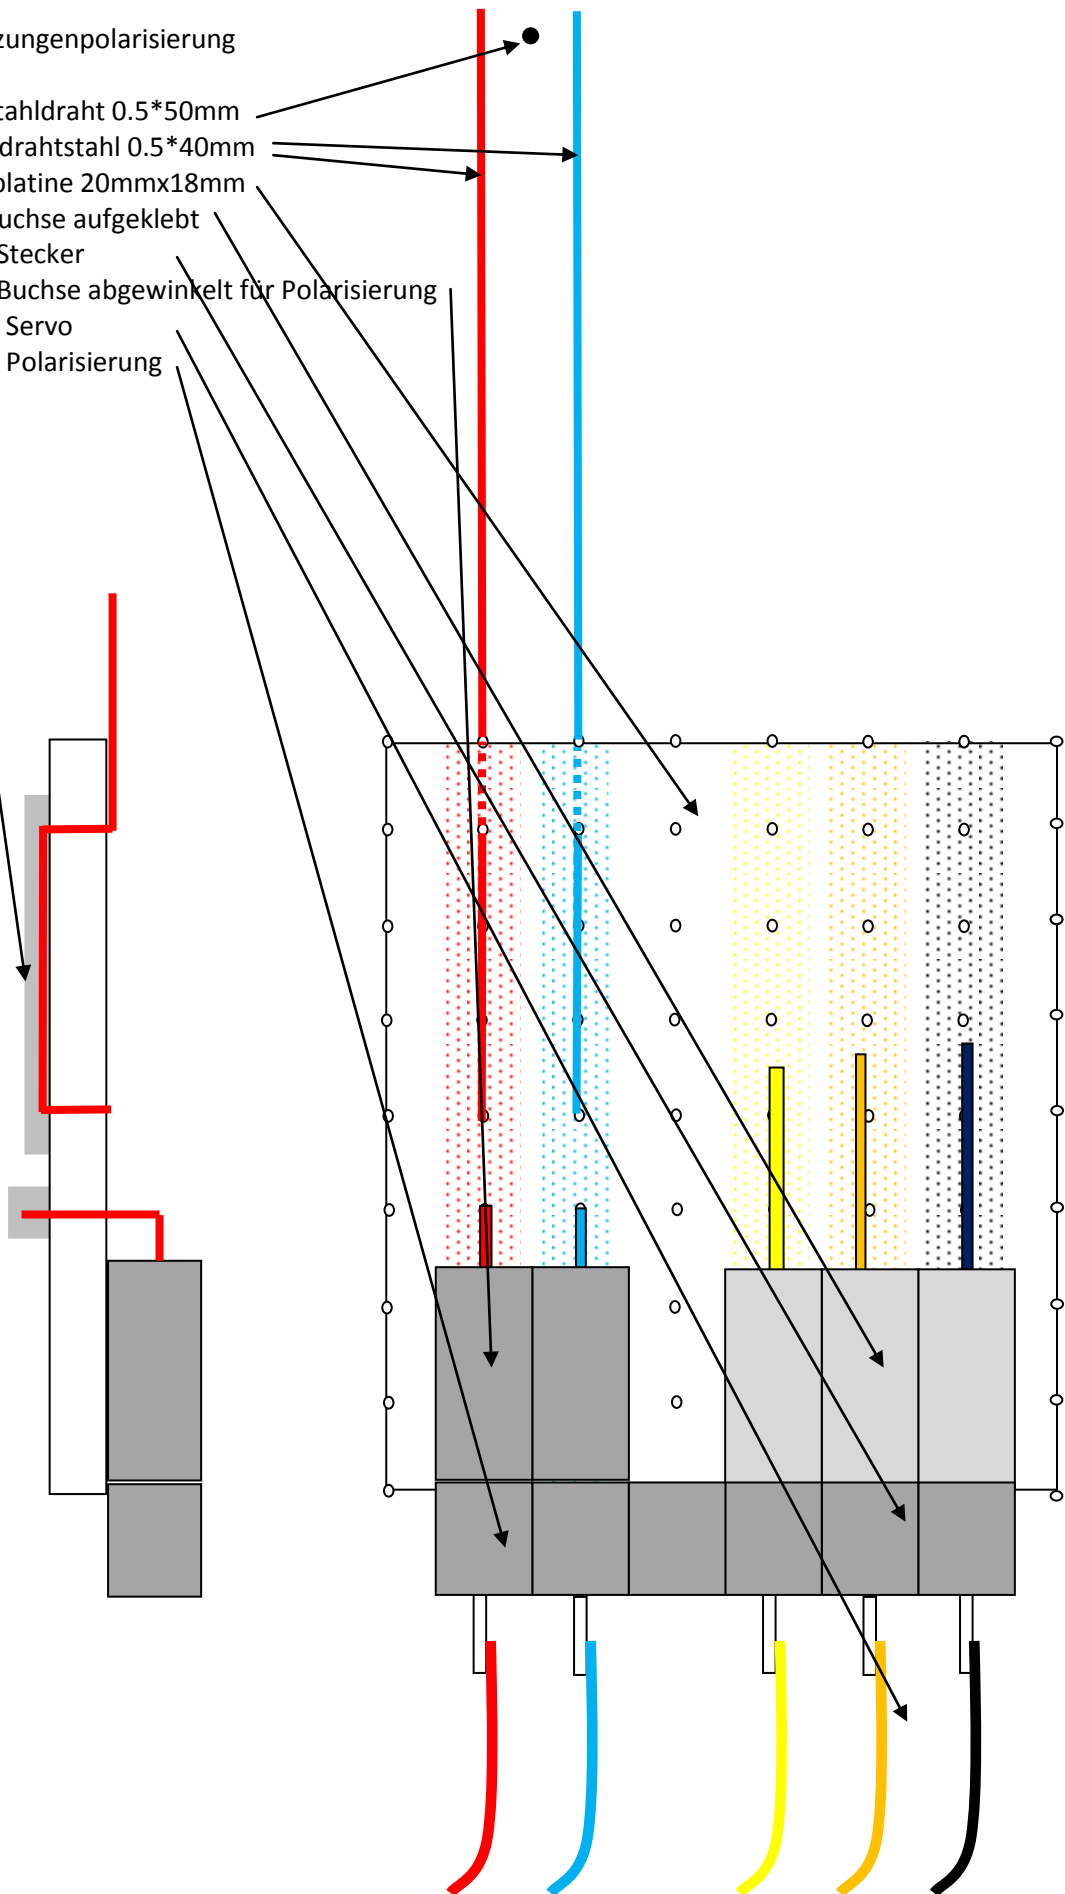 zungenpolarisierung
tahldraht 0.5*50mm
drahtstahl 0.5*40mm
platine 20mmx18mm
uchse aufgeklebt
Stecker
Buchse abgewinkelt für Polarisierung
Servo
Polarisierung